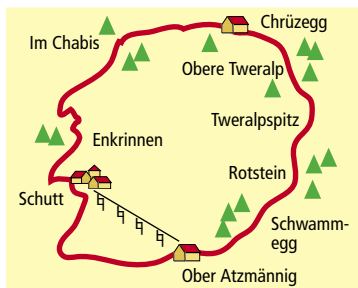 Chrüzegg
Im Chabis
Obere Tweralp
Tweralpspitz
Enkrinnen
Rotstein
Schutt
Schwamm-
egg
Ober Atzmännig